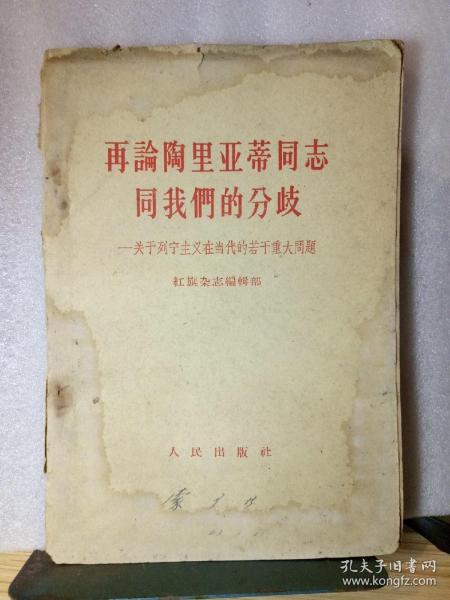 再論陶里亚蒂同志
同我們的分歧
——关于列宁主义在当代的若干重大問題
紅旗杂志編輯部
人民出版社
孔夫子旧书网
www.kongfz.com